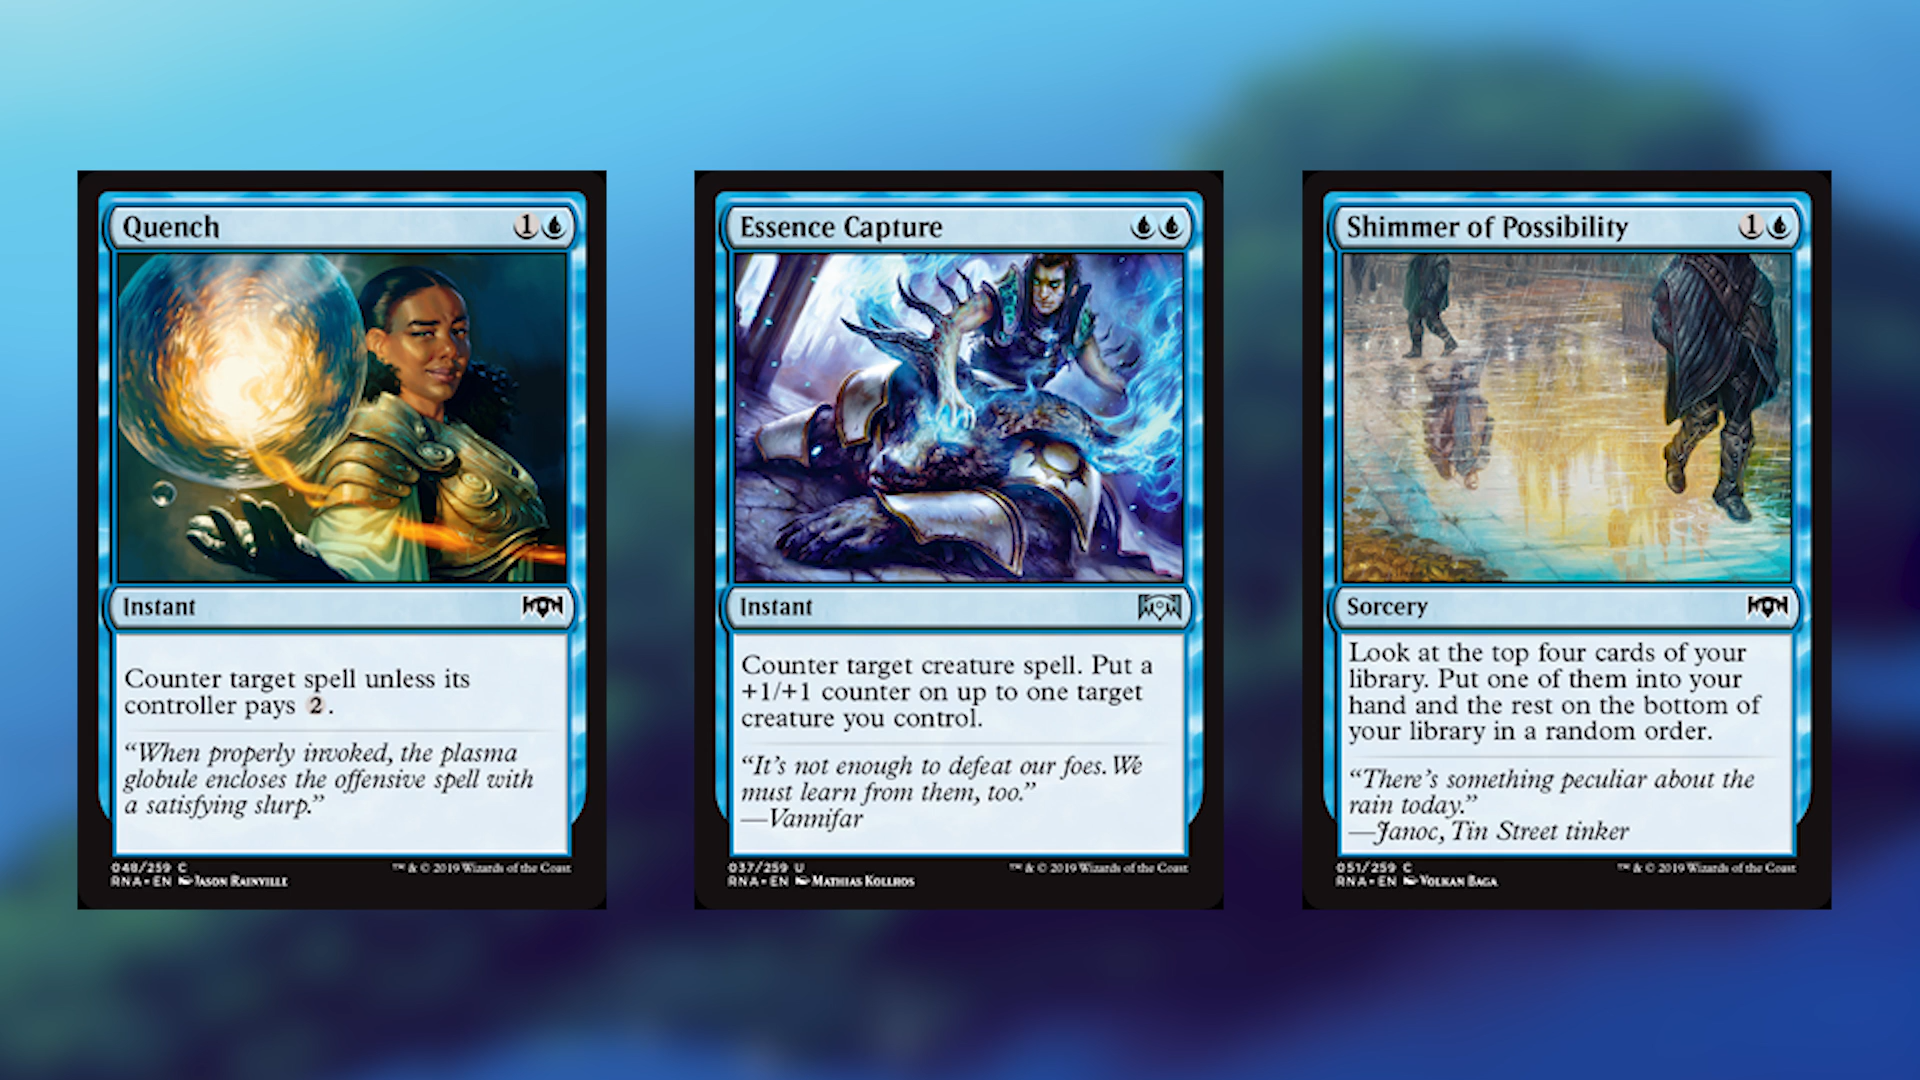 Quench 1
Instant
Counter target spell unless its
controller pays 2.
“When properly invoked, the plasma
globule encloses the offensive spell with
a satisfying slurp.”
048/259 C
RNA • EN Jason Rainville
™ & © 2019 Wizards of the Coast
Essence Capture
Instant
Counter target creature spell. Put a
+1/+1 counter on up to one target
creature you control.
“It’s not enough to defeat our foes. We
must learn from them, too.”
—Vannifar
037/259 U
RNA • EN Mathias Kollros
™ & © 2019 Wizards of the Coast
Shimmer of Possibility 1
Sorcery
Look at the top four cards of your
library. Put one of them into your
hand and the rest on the bottom of
your library in a random order.
“There’s something peculiar about the
rain today.”
—Janoc, Tin Street tinker
051/259 C
RNA • EN Volkan Baga
™ & © 2019 Wizards of the Coast